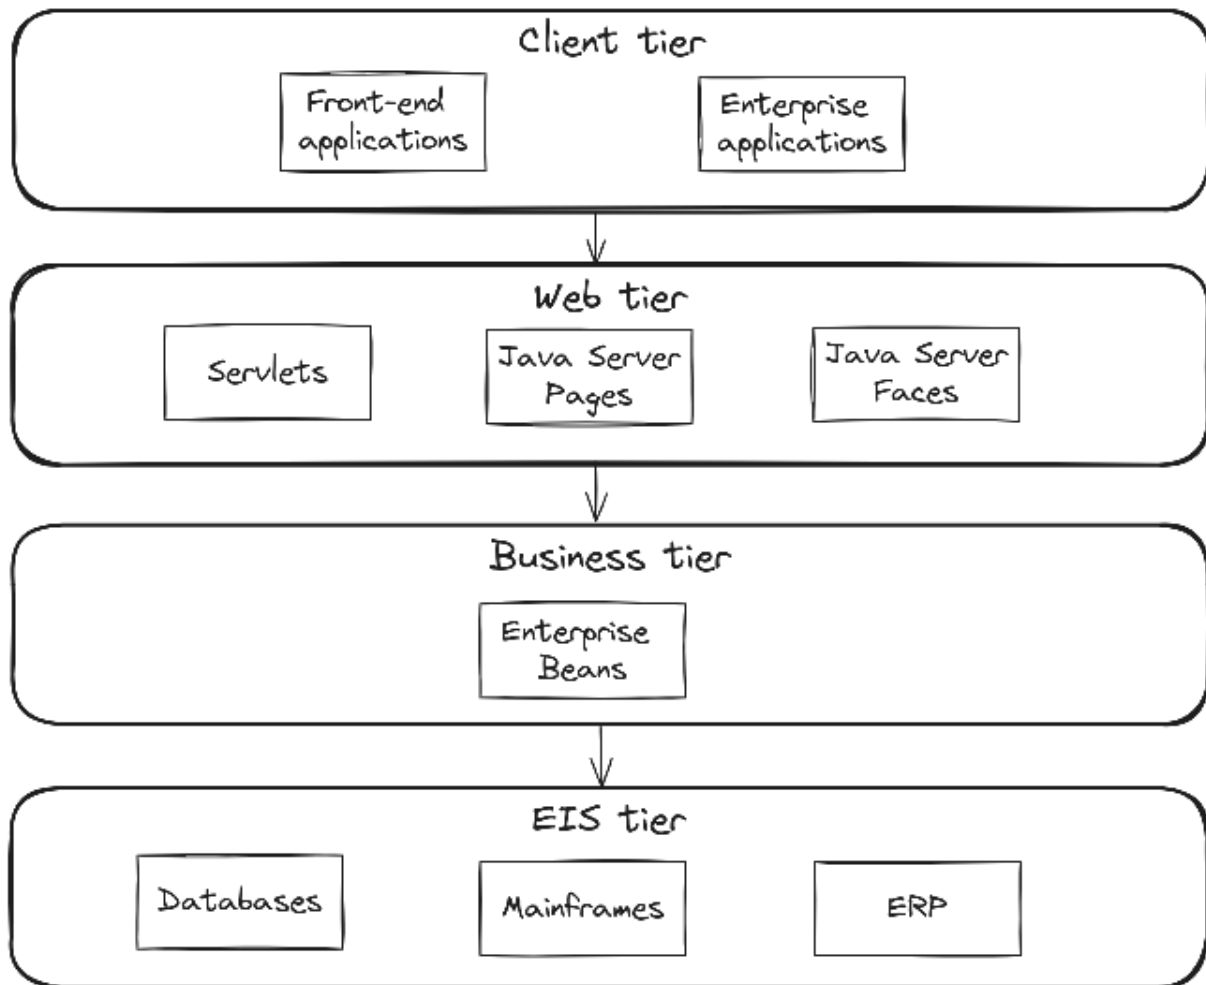 Client tier
Front-end
applications
Enterprise
applications
Web tier
Servlets
Java Server
Pages
Java Server
Faces
Business tier
Enterprise
Beans
EIS tier
Databases
Mainframes
ERP